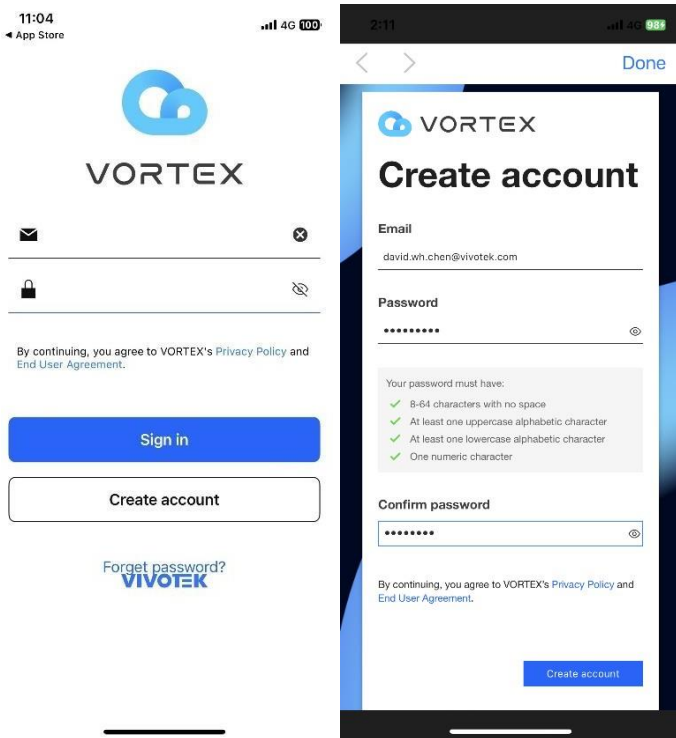 11:04
4G 100
App Store
VORTEX
By continuing, you agree to VORTEX's Privacy Policy and
End User Agreement.
Sign in
Create account
Forget password?
VIVOTEK
2:11
4G 98
Done
VORTEX
Create account
Email
david.wh.chen@vivotek.com
Password
•••••••••
Your password must have:
8-64 characters with no space
At least one uppercase alphabetic character
At least one lowercase alphabetic character
One numeric character
Confirm password
••••••••
By continuing, you agree to VORTEX's Privacy Policy and
End User Agreement.
Create account